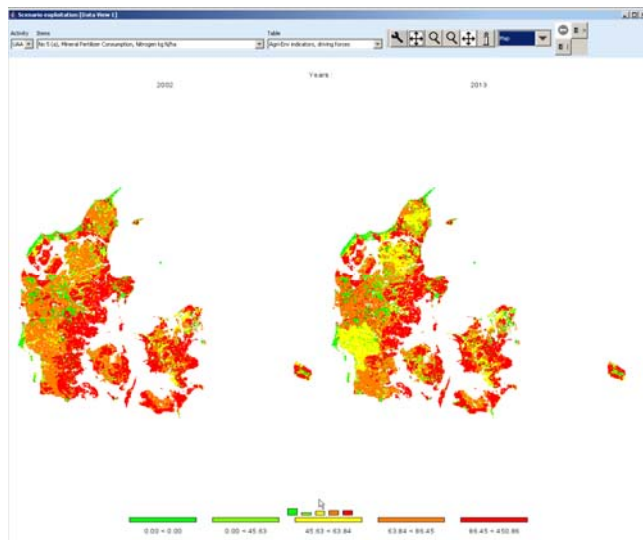 Scenario exploitation [Data View 1]
Activity Items Table
UAA No 5 (a), Mineral Fertilizer Consumption, Nitrogen kg N/ha Agri-Env indicators, driving forces Map
Years :
2002 2013
0.00 < 0.00 0.00 < 45.63 45.63 < 63.84 63.84 < 86.45 86.45 < 450.86